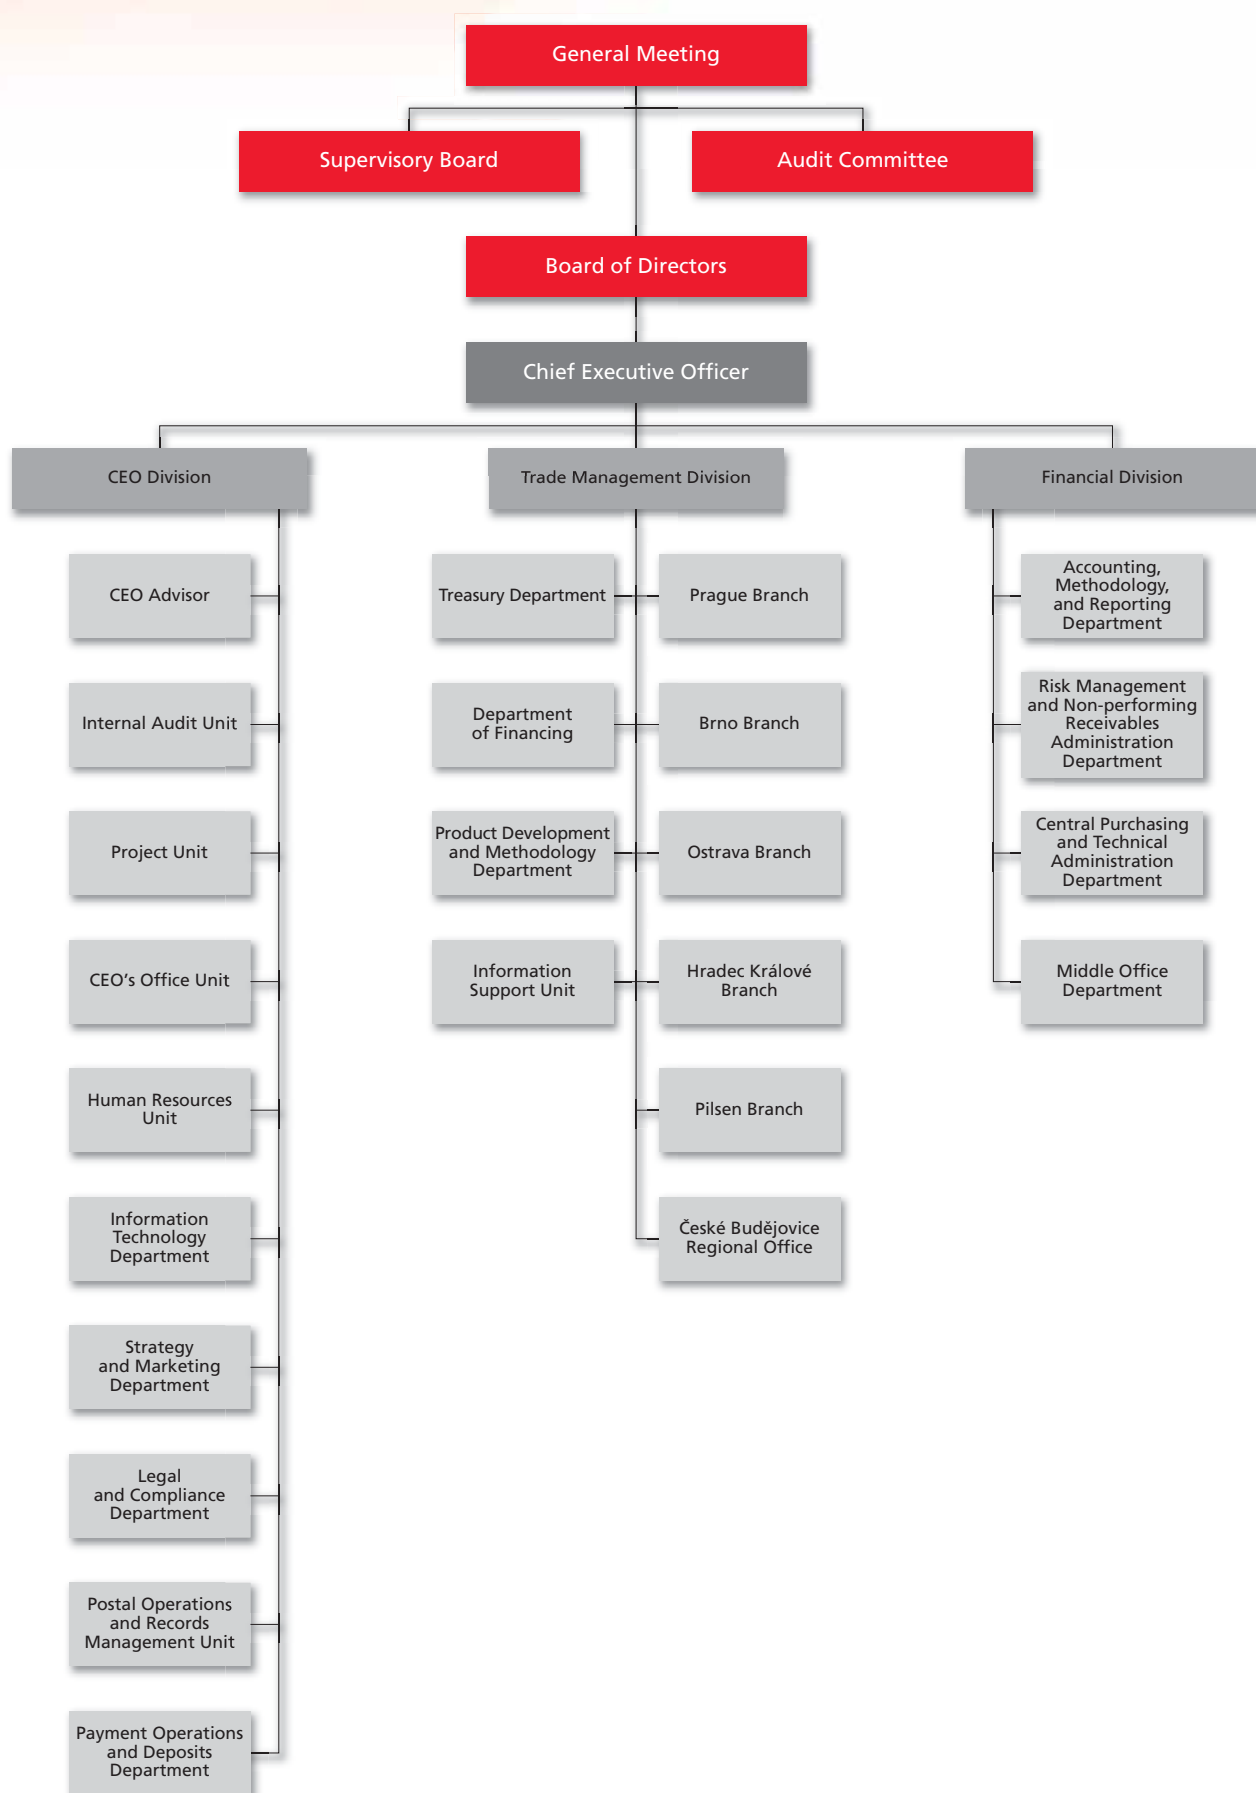 General Meeting
Supervisory Board
Audit Committee
Board of Directors
Chief Executive Officer
CEO Division
Trade Management Division
Financial Division
CEO Advisor
Internal Audit Unit
Project Unit
CEO's Office Unit
Human Resources
Unit
Information
Technology
Department
Strategy
and Marketing
Department
Legal
and Compliance
Department
Postal Operations
and Records
Management Unit
Payment Operations
and Deposits
Department
Treasury Department
Department
of Financing
Product Development
and Methodology
Department
Information
Support Unit
Prague Branch
Brno Branch
Ostrava Branch
Hradec Králové
Branch
Pilsen Branch
České Budějovice
Regional Office
Accounting,
Methodology,
and Reporting
Department
Risk Management
and Non-performing
Receivables
Administration
Department
Central Purchasing
and Technical
Administration
Department
Middle Office
Department